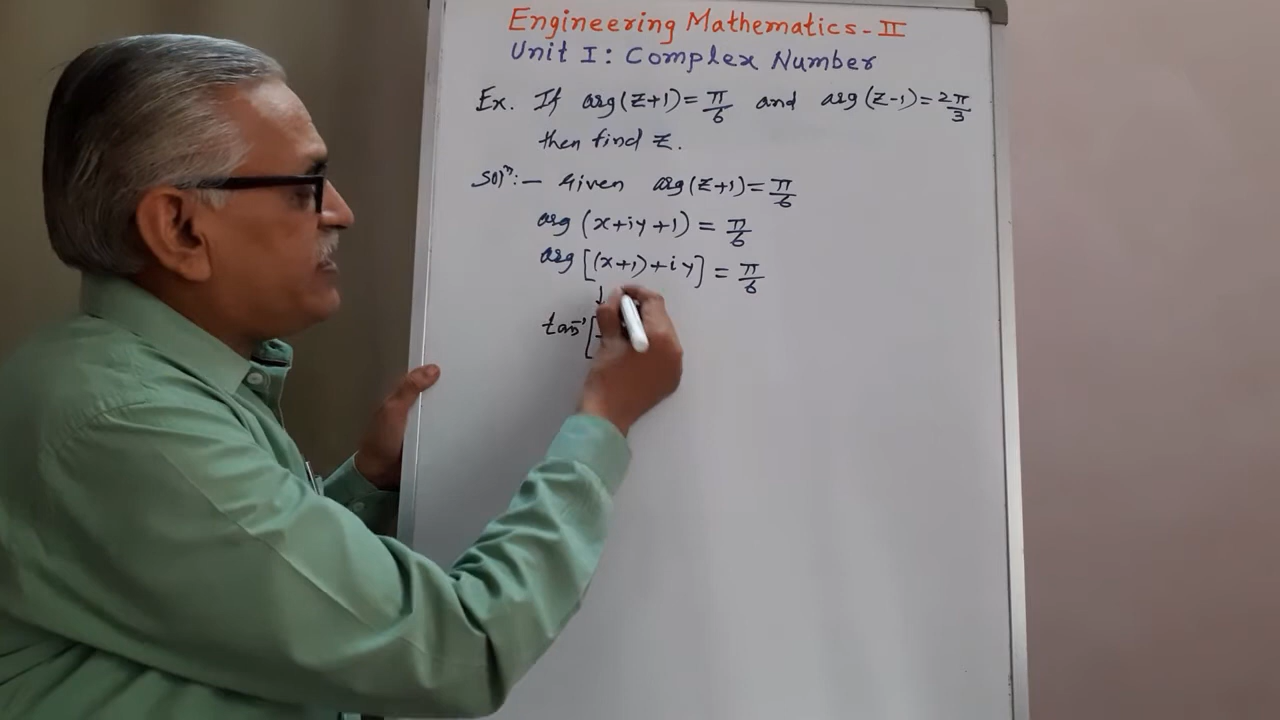 Engineering Mathematics - II
Unit I: Complex Number
Ex. If arg(z+1) = π/6 and arg(z-1) = 2π/3
then find z.
Solⁿ:- Given arg(z+1) = π/6
arg (x+iy+1) = π/6
arg [(x+1)+iy] = π/6
↓
tan⁻¹ [